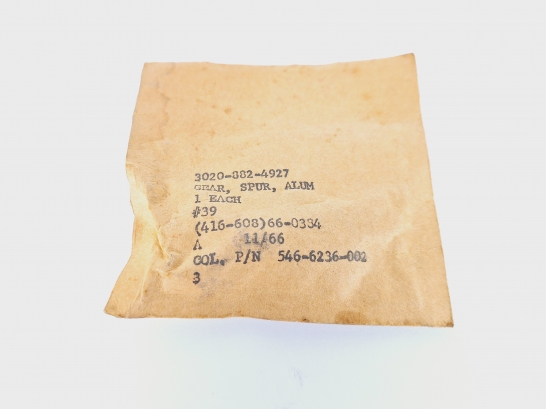 3020-882-4927
GEAR, SPUR, ALUM
1 EACH
#39
(416-608)66-0334
A 11/66
COL. P/N 546-6236-002
3